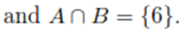 and A ∩ B = {6}.